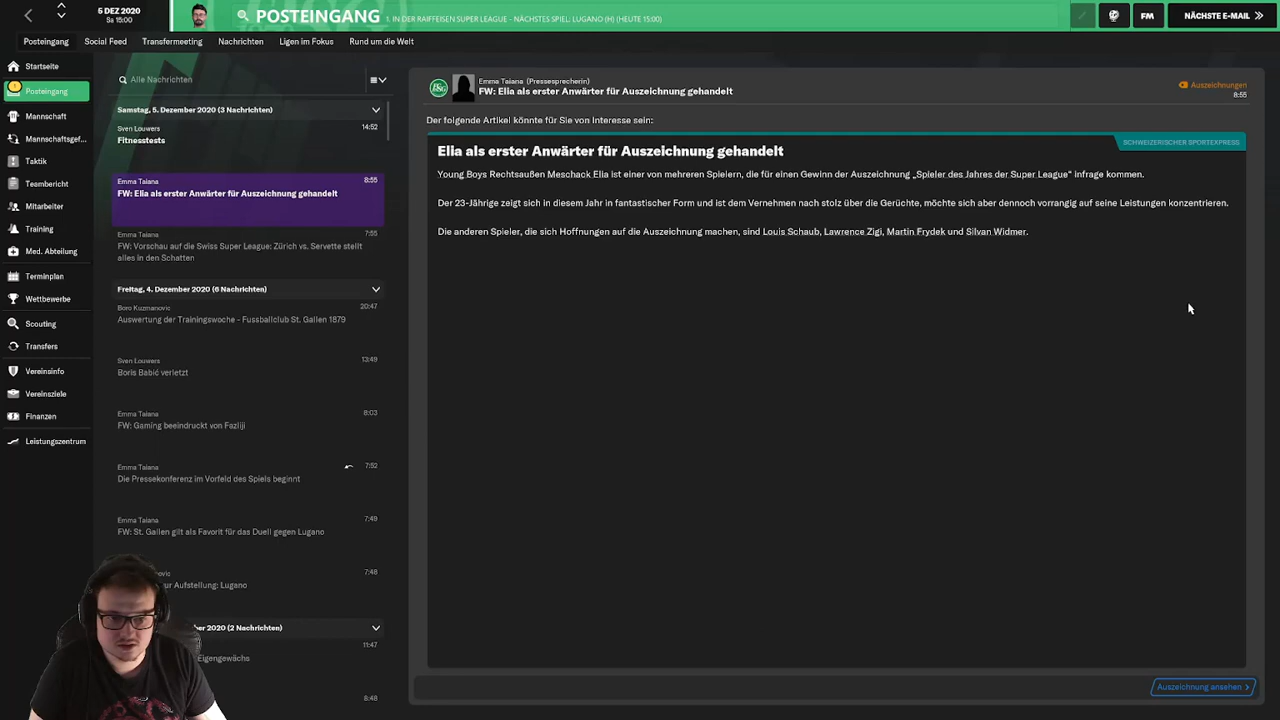 5 DEZ 2020
Sa 15:00
POSTEINGANG
1. IN DER RAIFFEISEN SUPER LEAGUE - NÄCHSTES SPIEL: LUGANO (H) (HEUTE 15:00)
FM
NÄCHSTE E-MAIL
Posteingang
Social Feed
Transfermeeting
Nachrichten
Ligen im Fokus
Rund um die Welt
Startseite
Posteingang
Mannschaft
Mannschaftsgef...
Taktik
Teambericht
Mitarbeiter
Training
Med. Abteilung
Terminplan
Wettbewerbe
Scouting
Transfers
Vereinsinfo
Vereinsziele
Finanzen
Leistungszentrum
Alle Nachrichten
Samstag, 5. Dezember 2020 (3 Nachrichten)
Sven Louwers 14:52
Fitnesstests
Emma Taiana 8:55
FW: Elia als erster Anwärter für Auszeichnung gehandelt
Emma Taiana 7:55
FW: Vorschau auf die Swiss Super League: Zürich vs. Servette stellt
alles in den Schatten
Freitag, 4. Dezember 2020 (6 Nachrichten)
Boro Kuzmanovic 20:47
Auswertung der Trainingswoche - Fussballclub St. Gallen 1879
Sven Louwers 13:49
Boris Babić verletzt
Emma Taiana 8:03
FW: Gaming beeindruckt von Fazliji
Emma Taiana 7:52
Die Pressekonferenz im Vorfeld des Spiels beginnt
Emma Taiana 7:49
FW: St. Gallen gilt als Favorit für das Duell gegen Lugano
ovic 7:48
ur Aufstellung: Lugano
2020 (2 Nachrichten)
11:47
Eigengewächs
8:48
Emma Taiana (Pressesprecherin)
FW: Elia als erster Anwärter für Auszeichnung gehandelt
Auszeichnungen
8:55
Der folgende Artikel könnte für Sie von Interesse sein:
SCHWEIZERISCHER SPORTEXPRESS
Elia als erster Anwärter für Auszeichnung gehandelt
Young Boys Rechtsaußen Meschack Elia ist einer von mehreren Spielern, die für einen Gewinn der Auszeichnung „Spieler des Jahres der Super League“ infrage kommen.
Der 23-Jährige zeigt sich in diesem Jahr in fantastischer Form und ist dem Vernehmen nach stolz über die Gerüchte, möchte sich aber dennoch vorrangig auf seine Leistungen konzentrieren.
Die anderen Spieler, die sich Hoffnungen auf die Auszeichnung machen, sind Louis Schaub, Lawrence Zigi, Martin Frydek und Silvan Widmer.
Auszeichnung ansehen >